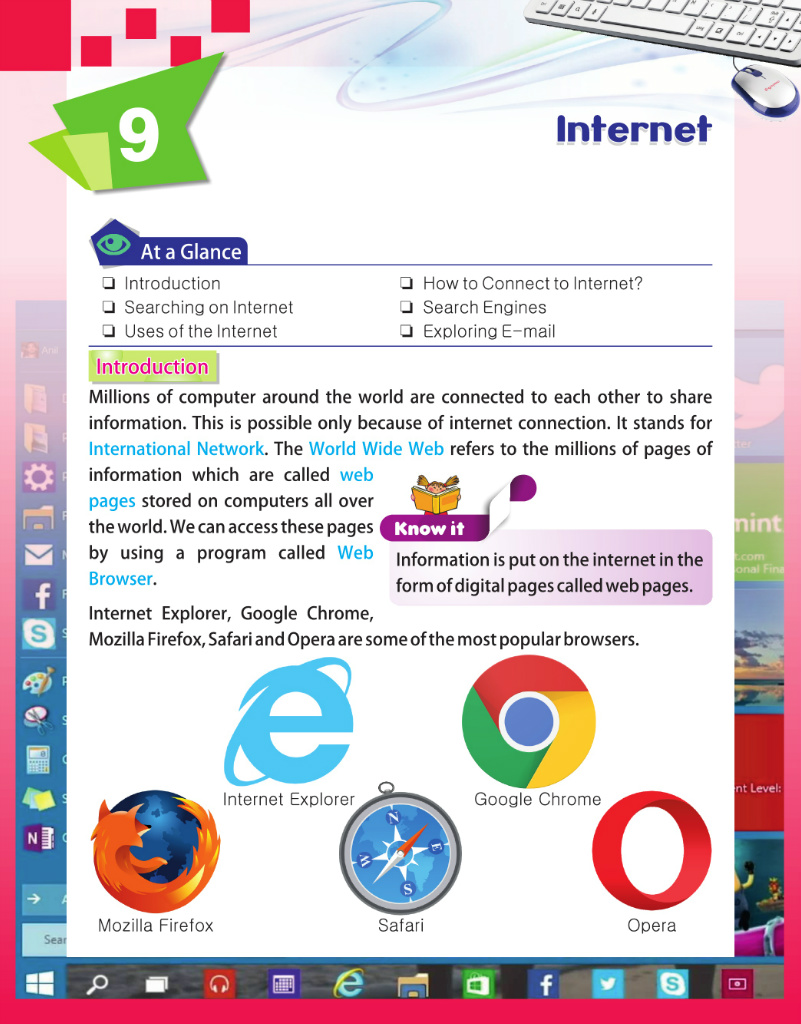 9
Internet
At a Glance
❑ Introduction
❑ How to Connect to Internet?
❑ Searching on Internet
❑ Search Engines
❑ Uses of the Internet
❑ Exploring E-mail
Introduction
Millions of computer around the world are connected to each other to share
information. This is possible only because of internet connection. It stands for
International Network. The World Wide Web refers to the millions of pages of
information which are called web
pages stored on computers all over
the world. We can access these pages
by using a program called Web
Browser.
Know it
Information is put on the internet in the
form of digital pages called web pages.
Internet Explorer, Google Chrome,
Mozilla Firefox, Safari and Opera are some of the most popular browsers.
Internet Explorer
Google Chrome
N
E
S
W
Mozilla Firefox
Safari
Opera
mint
nt Level: